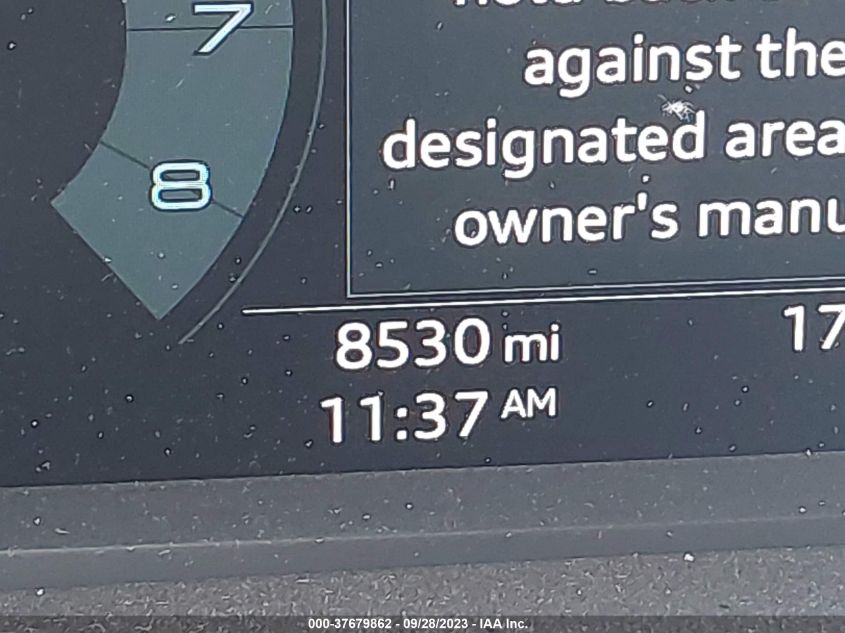 7
against the
designated area
8
owner's manu
8530 mi
17
11:37 AM
000-37679862 - 09/28/2023 - IAA Inc.